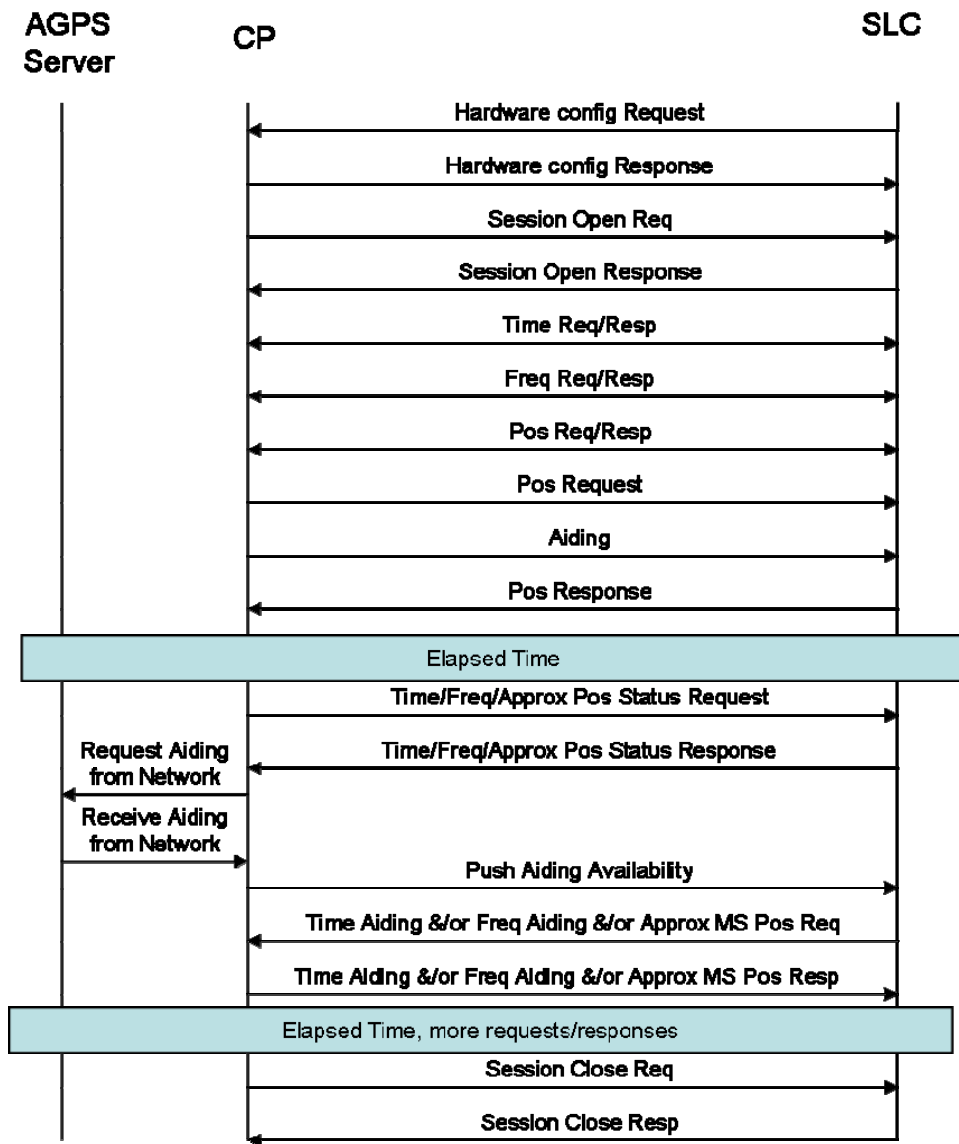 AGPS
Server
CP
SLC
Hardware config Request
Hardware config Response
Session Open Req
Session Open Response
Time Req/Resp
Freq Req/Resp
Pos Req/Resp
Pos Request
Aiding
Pos Response
Elapsed Time
Time/Freq/Approx Pos Status Request
Request Aiding
from Network
Time/Freq/Approx Pos Status Response
Receive Aiding
from Network
Push Aiding Availability
Time Aiding &/or Freq Aiding &/or Approx MS Pos Req
Time Aiding &/or Freq Aiding &/or Approx MS Pos Resp
Elapsed Time, more requests/responses
Session Close Req
Session Close Resp